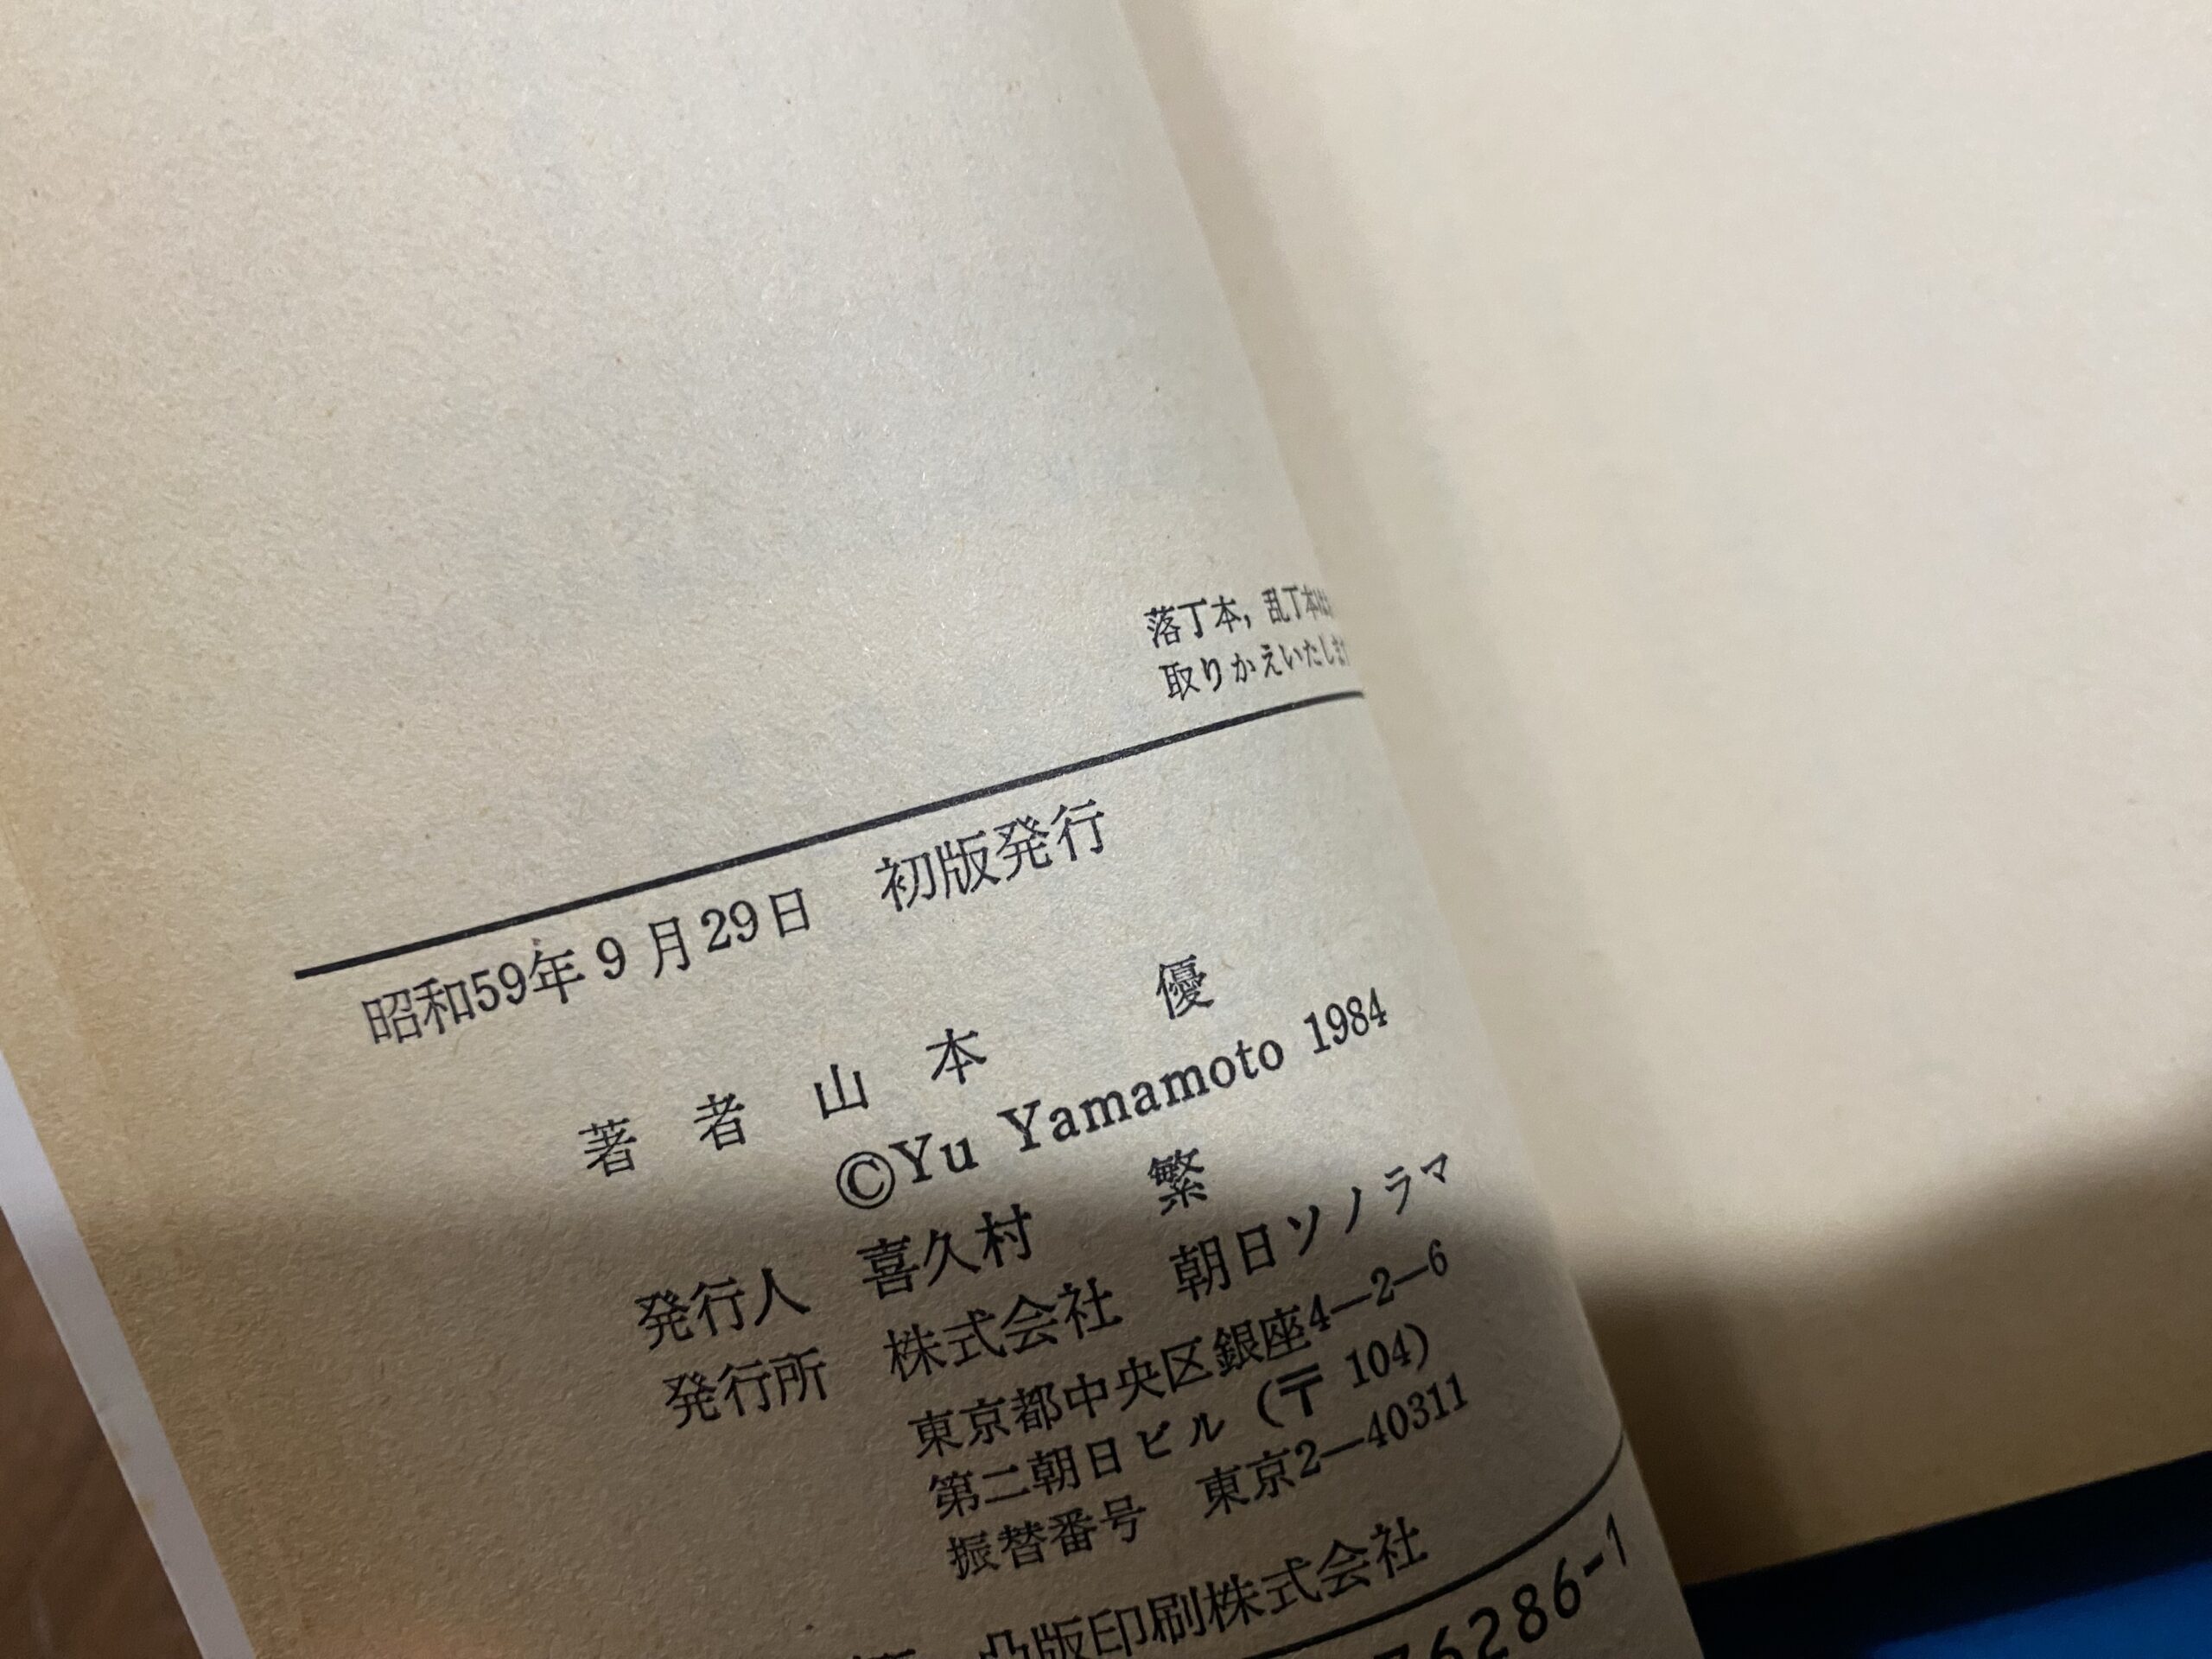 落丁本，乱丁本は
取りかえいたしま
昭和59年9月29日 初版発行
著者 山本 優
©Yu Yamamoto 1984
発行人 喜久村 繁
発行所 株式会社 朝日ソノラマ
東京都中央区銀座4―2―6
第二朝日ビル（〒104）
振替番号 東京2―40311
凸版印刷株式会社
76286-1